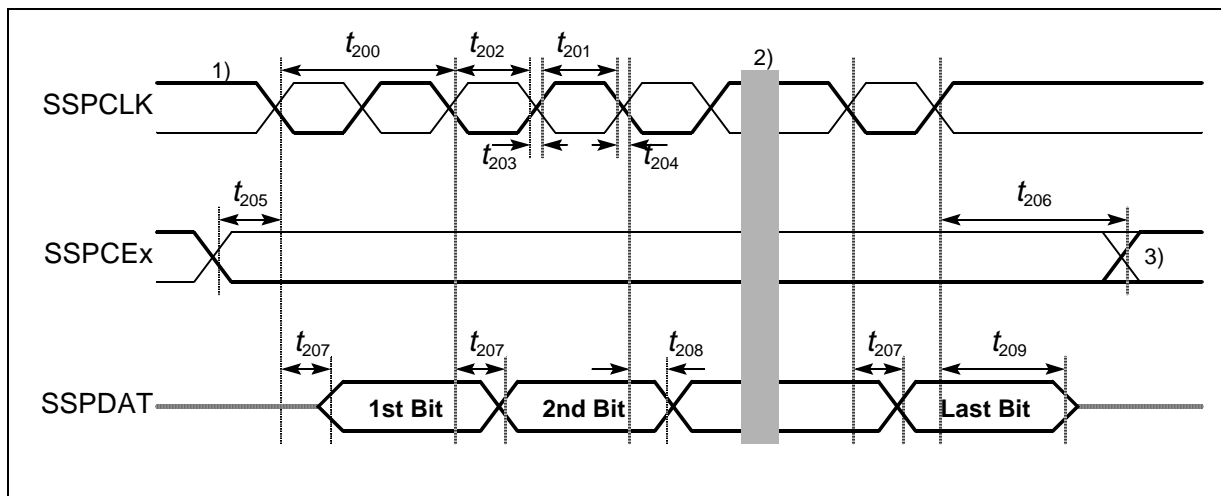 t200 t202 t201 2)
1)
SSPCLK
t203 t204
t205 t206
SSPCEx 3)
t207 t207 t208 t207 t209
SSPDAT 1st Bit 2nd Bit Last Bit